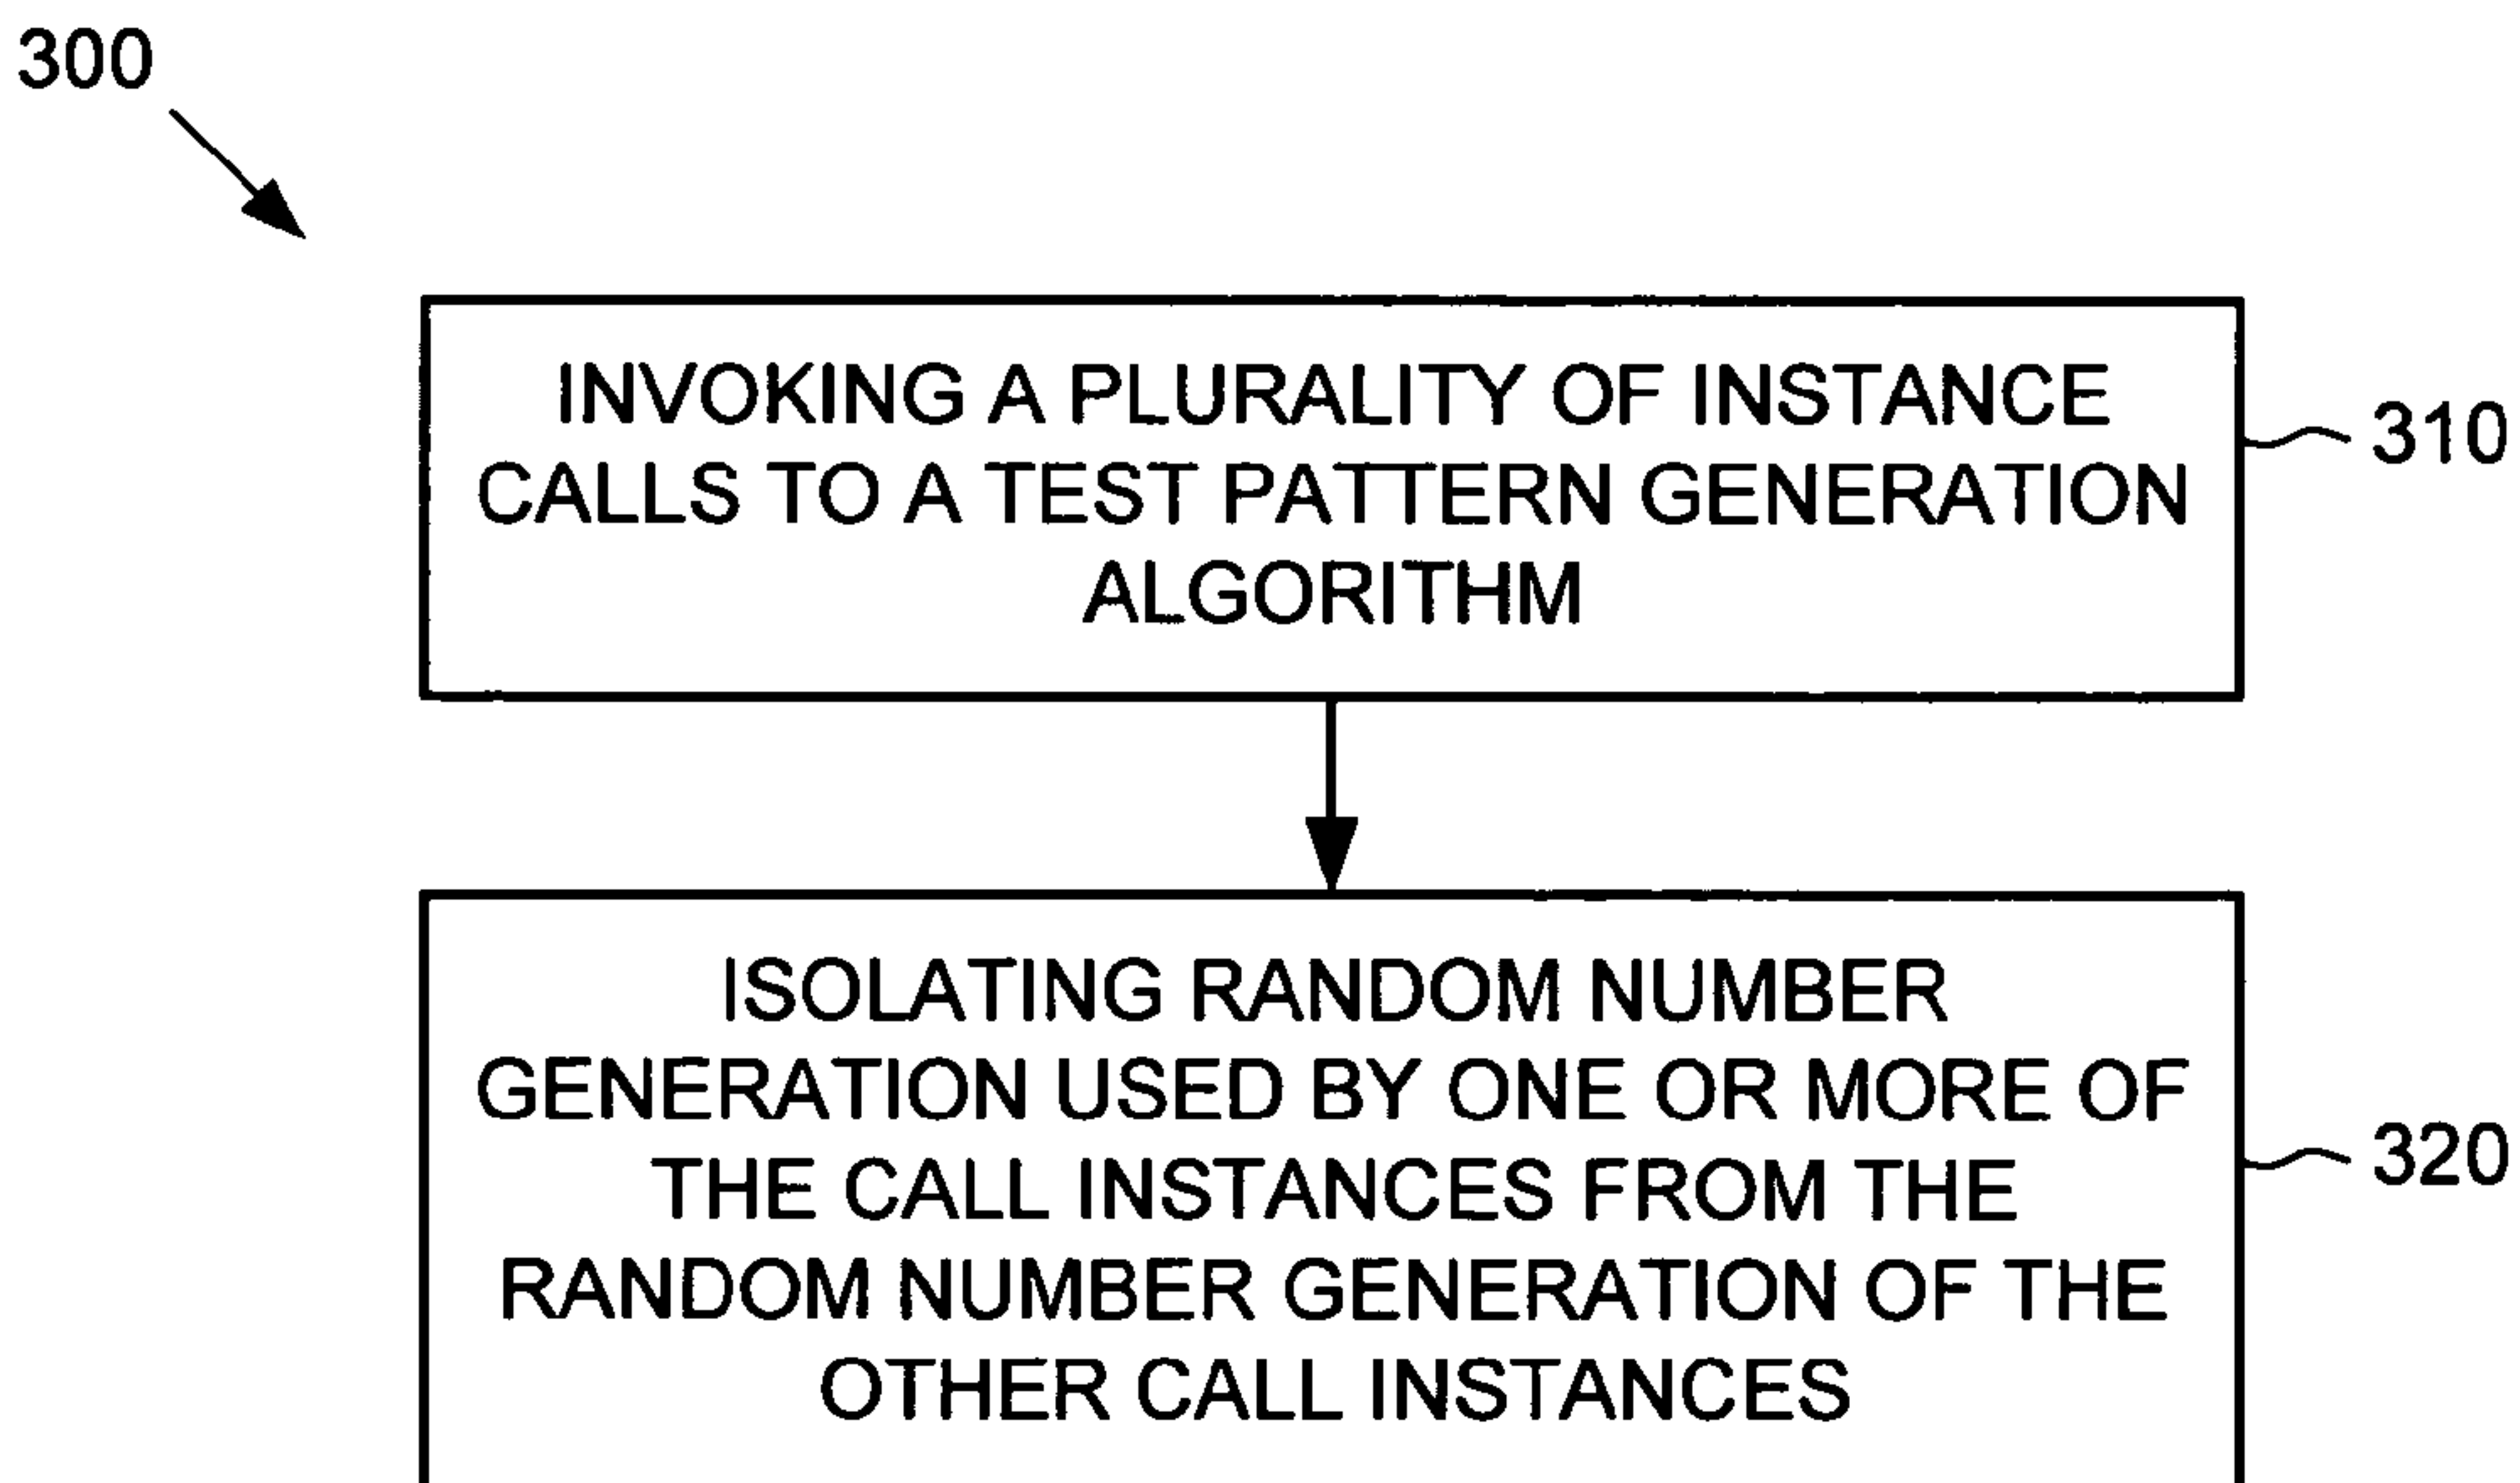 300
INVOKING A PLURALITY OF INSTANCE
CALLS TO A TEST PATTERN GENERATION
ALGORITHM
310
ISOLATING RANDOM NUMBER
GENERATION USED BY ONE OR MORE OF
THE CALL INSTANCES FROM THE
RANDOM NUMBER GENERATION OF THE
OTHER CALL INSTANCES
320